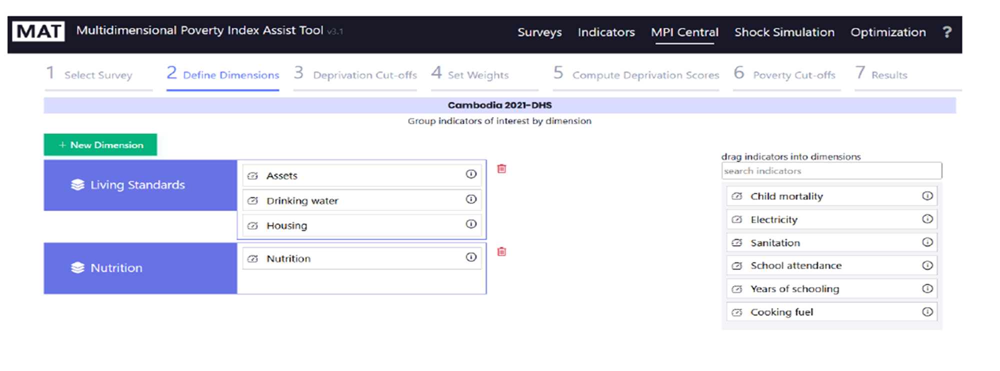 MAT Multidimensional Poverty Index Assist Tool v3.1 Surveys Indicators MPI Central Shock Simulation Optimization ?
1 Select Survey 2 Define Dimensions 3 Deprivation Cut-offs 4 Set Weights 5 Compute Deprivation Scores 6 Poverty Cut-offs 7 Results
Cambodia 2021-DHS
Group indicators of interest by dimension
+ New Dimension
Living Standards
Assets
Drinking water
Housing
Nutrition
Nutrition
drag indicators into dimensions
search indicators
Child mortality
Electricity
Sanitation
School attendance
Years of schooling
Cooking fuel